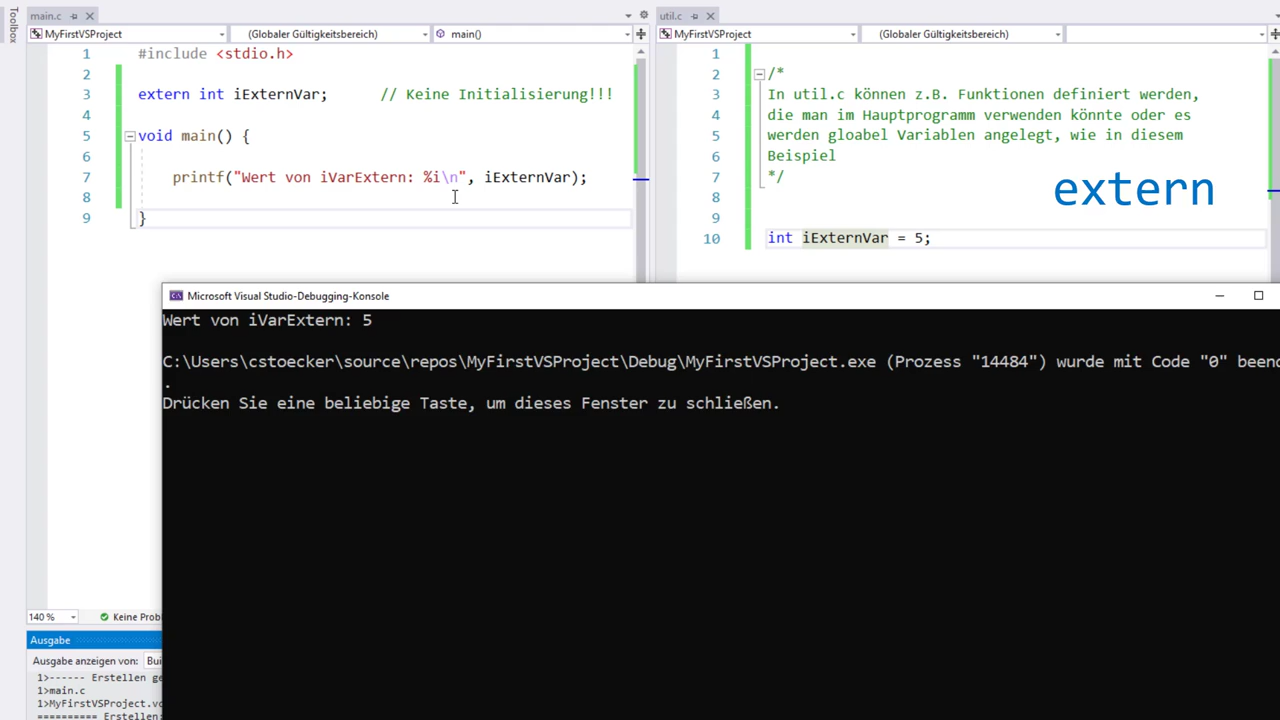 Toolbox
main.c
MyFirstVSProject
(Globaler Gültigkeitsbereich)
main()
1 #include <stdio.h>
2
3 extern int iExternVar; // Keine Initialisierung!!!
4
5 void main() {
6
7 printf("Wert von iVarExtern: %i\n", iExternVar);
8
9 }
util.c
MyFirstVSProject
(Globaler Gültigkeitsbereich)
1
2 /*
3 In util.c können z.B. Funktionen definiert werden,
4 die man im Hauptprogramm verwenden könnte oder es
5 werden gloabel Variablen angelegt, wie in diesem
6 Beispiel
7 */
8
9
10 int iExternVar = 5;
extern
Microsoft Visual Studio-Debugging-Konsole
Wert von iVarExtern: 5
C:\Users\cstoecker\source\repos\MyFirstVSProject\Debug\MyFirstVSProject.exe (Prozess "14484") wurde mit Code "0" beend
.
Drücken Sie eine beliebige Taste, um dieses Fenster zu schließen.
140 %
Keine Probl
Ausgabe
Ausgabe anzeigen von: Bui
1>------ Erstellen ge
1>main.c
1>MyFirstVSProject.vc
========== Erstellen: